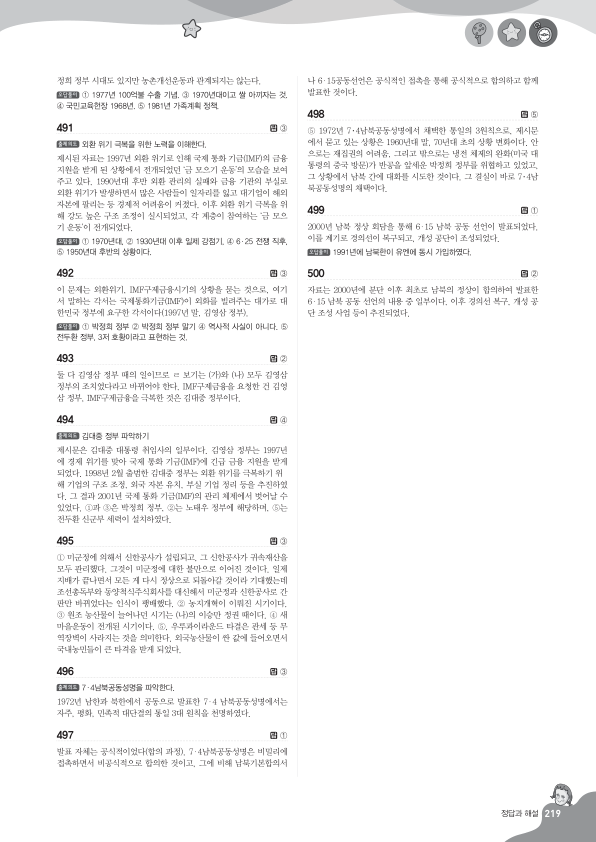 정희 정부 시대도 있지만 농촌개선운동과 관계되지는 않는다.
오답풀이 ① 1977년 100억불 수출 기념, ③ 1970년대이고 쌀 아끼자는 것,
④ 국민교육헌장 1968년, ⑤ 1981년 가족계획 정책.
491 답 ③
출제의도 외환 위기 극복을 위한 노력을 이해한다.
제시된 자료는 1997년 외환 위기로 인해 국제 통화 기금(IMF)의 금융
지원을 받게 된 상황에서 전개되었던 '금 모으기 운동'의 모습을 보여
주고 있다. 1990년대 후반 외환 관리의 실패와 금융 기관의 부실로
외환 위기가 발생하면서 많은 사람들이 일자리를 잃고 대기업이 해외
자본에 팔리는 등 경제적 어려움이 커졌다. 이후 외환 위기 극복을 위
해 강도 높은 구조 조정이 실시되었고, 각 계층이 참여하는 '금 모으
기 운동'이 전개되었다.
오답풀이 ① 1970년대, ② 1930년대 이후 일제 강점기, ④ 6·25 전쟁 직후,
⑤ 1950년대 후반의 상황이다.
492 답 ③
이 문제는 외환위기, IMF구제금융시기의 상황을 묻는 것으로, 여기
서 말하는 각서는 국제통화기금(IMF)이 외화를 빌려주는 대가로 대
한민국 정부에 요구한 각서이다(1997년 말, 김영삼 정부).
오답풀이 ① 박정희 정부 ② 박정희 정부 말기 ④ 역사적 사실이 아니다. ⑤
전두환 정부, 3저 호황이라고 표현하는 것.
493 답 ②
둘 다 김영삼 정부 때의 일이므로 ㄹ 보기는 (가)와 (나) 모두 김영삼
정부의 조치였다라고 바뀌어야 한다. IMF구제금융을 요청한 건 김영
삼 정부, IMF구제금융을 극복한 것은 김대중 정부이다.
494 답 ④
출제의도 김대중 정부 파악하기
제시문은 김대중 대통령 취임사의 일부이다. 김영삼 정부는 1997년
에 경제 위기를 맞아 국제 통화 기금(IMF)에 긴급 금융 지원을 받게
되었다. 1998년 2월 출범한 김대중 정부는 외환 위기를 극복하기 위
해 기업의 구조 조정, 외국 자본 유치, 부실 기업 정리 등을 추진하였
다. 그 결과 2001년 국제 통화 기금(IMF)의 관리 체제에서 벗어날 수
있었다. ①과 ③은 박정희 정부, ②는 노태우 정부에 해당하며, ⑤는
전두환 신군부 세력이 설치하였다.
495 답 ③
① 미군정에 의해서 신한공사가 설립되고, 그 신한공사가 귀속재산을
모두 관리했다. 그것이 미군정에 대한 불만으로 이어진 것이다. 일제
지배가 끝나면서 모든 게 다시 정상으로 되돌아갈 것이라 기대했는데
조선총독부와 동양척식주식회사를 대신해서 미군정과 신한공사로 간
판만 바뀌었다는 인식이 팽배했다. ② 농지개혁이 이뤄진 시기이다.
③ 원조 농산물이 늘어나던 시기는 (나)의 이승만 정권 때이다. ④ 새
마을운동이 전개된 시기이다. ⑤, 우루과이라운드 타결은 관세 등 무
역장벽이 사라지는 것을 의미한다. 외국농산물이 싼 값에 들어오면서
국내농민들이 큰 타격을 받게 되었다.
496 답 ③
출제의도 7·4남북공동성명을 파악한다.
1972년 남한과 북한에서 공동으로 발표한 7·4 남북공동성명에서는
자주, 평화, 민족적 대단결의 통일 3대 원칙을 천명하였다.
497 답 ①
발표 자체는 공식적이었다(합의 과정), 7·4남북공동성명은 비밀리에
접촉하면서 비공식적으로 합의한 것이고, 그에 비해 남북기본합의서
나 6·15공동선언은 공식적인 접촉을 통해 공식적으로 합의하고 함께
발표한 것이다.
498 답 ⑤
⑤ 1972년 7·4남북공동성명에서 채택한 통일의 3원칙으로, 제시문
에서 묻고 있는 상황은 1960년대 말, 70년대 초의 상황 변화이다. 안
으로는 재집권의 어려움, 그리고 밖으로는 냉전 체제의 완화(미국 대
통령의 중국 방문)가 반공을 앞세운 박정희 정부를 위협하고 있었고,
그 상황에서 남북 간에 대화를 시도한 것이다. 그 결실이 바로 7·4남
북공동성명의 채택이다.
499 답 ①
2000년 남북 정상 회담을 통해 6·15 남북 공동 선언이 발표되었다.
이를 계기로 경의선이 복구되고, 개성 공단이 조성되었다.
오답풀이 1991년에 남북한이 유엔에 동시 가입하였다.
500 답 ②
자료는 2000년에 분단 이후 최초로 남북의 정상이 합의하여 발표한
6·15 남북 공동 선언의 내용 중 일부이다. 이후 경의선 복구, 개성 공
단 조성 사업 등이 추진되었다.
정답과 해설 219